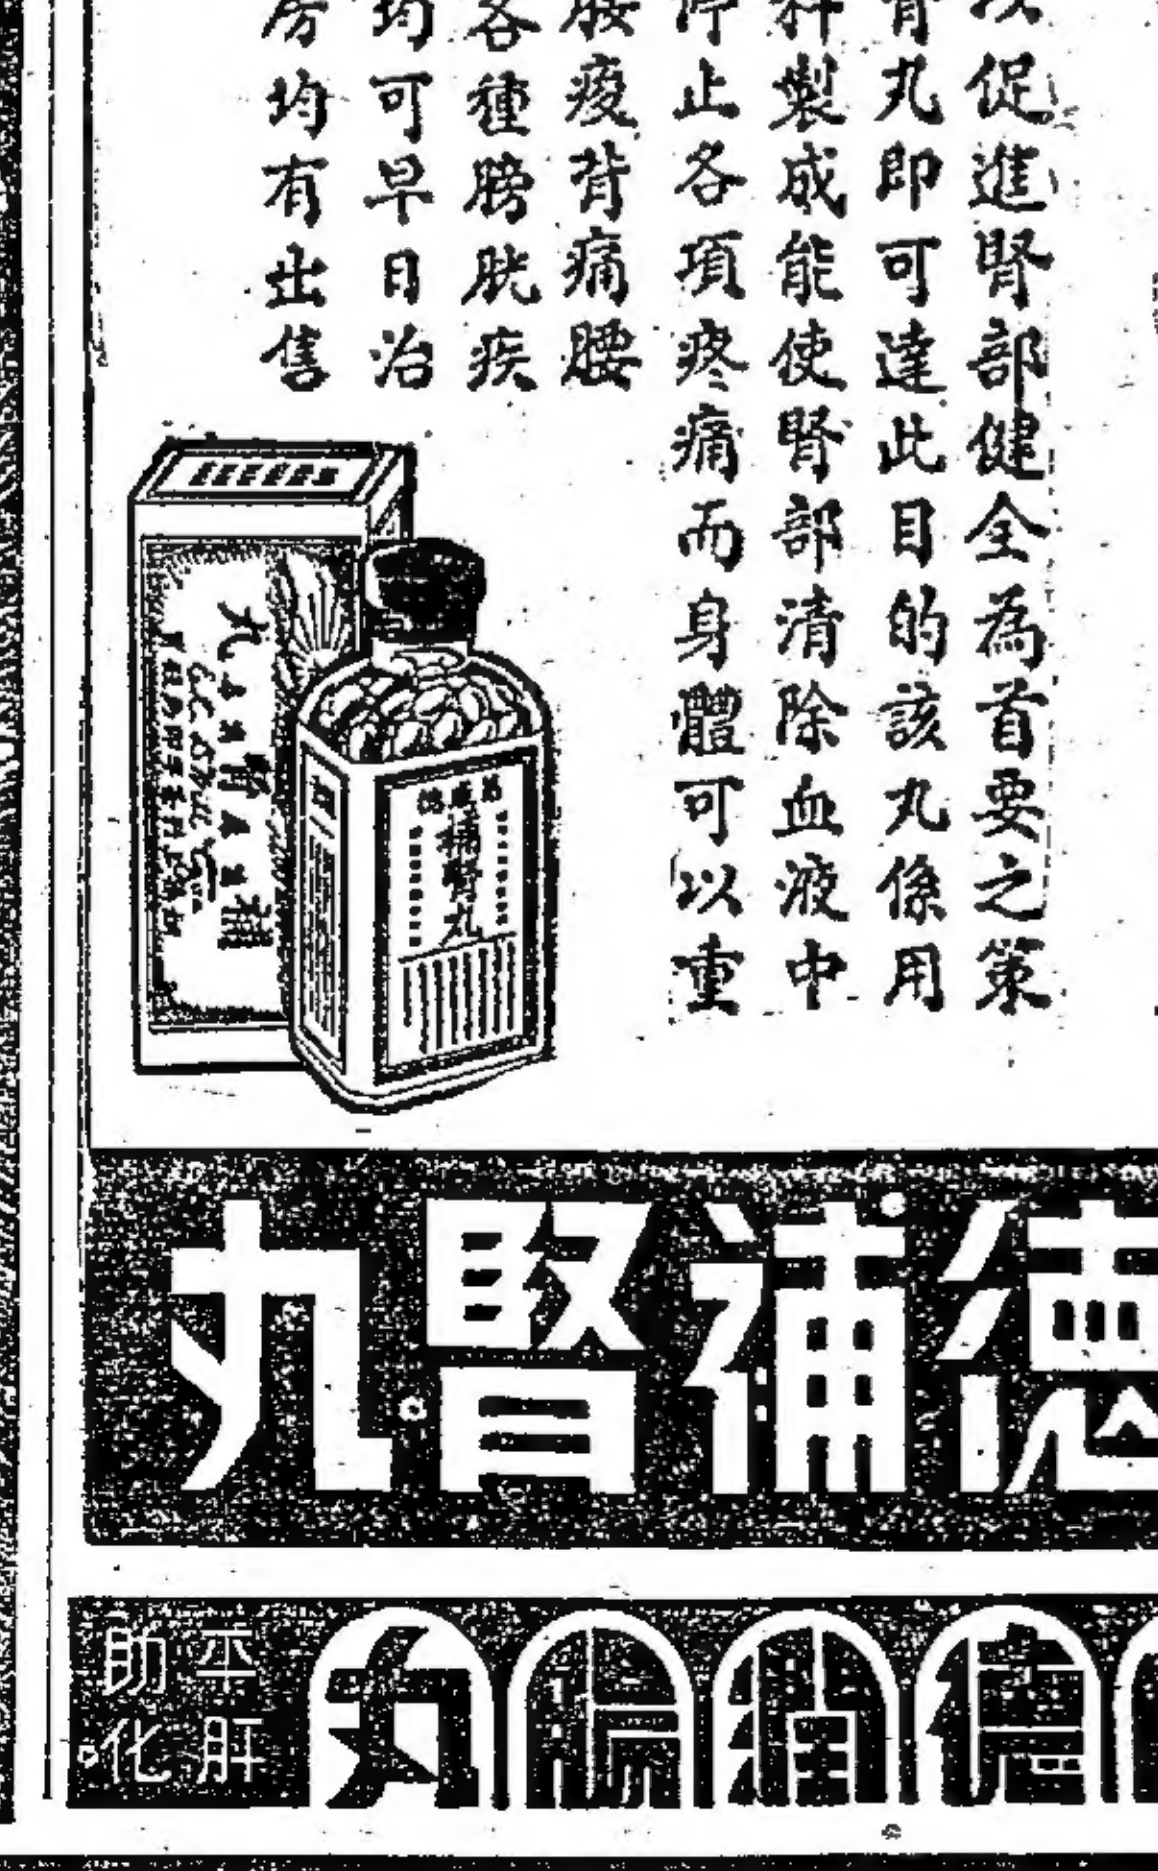 促進腎部健全為首要之策
丸即可達此目的該丸係用
製成能使腎部清除血液中
停止各項疼痛而身體可以重
痠背痛腰
各種膀胱疾
均可早日治
房均有出售
補腎丸
德補腎丸
德潤腸丸
平肝
助化